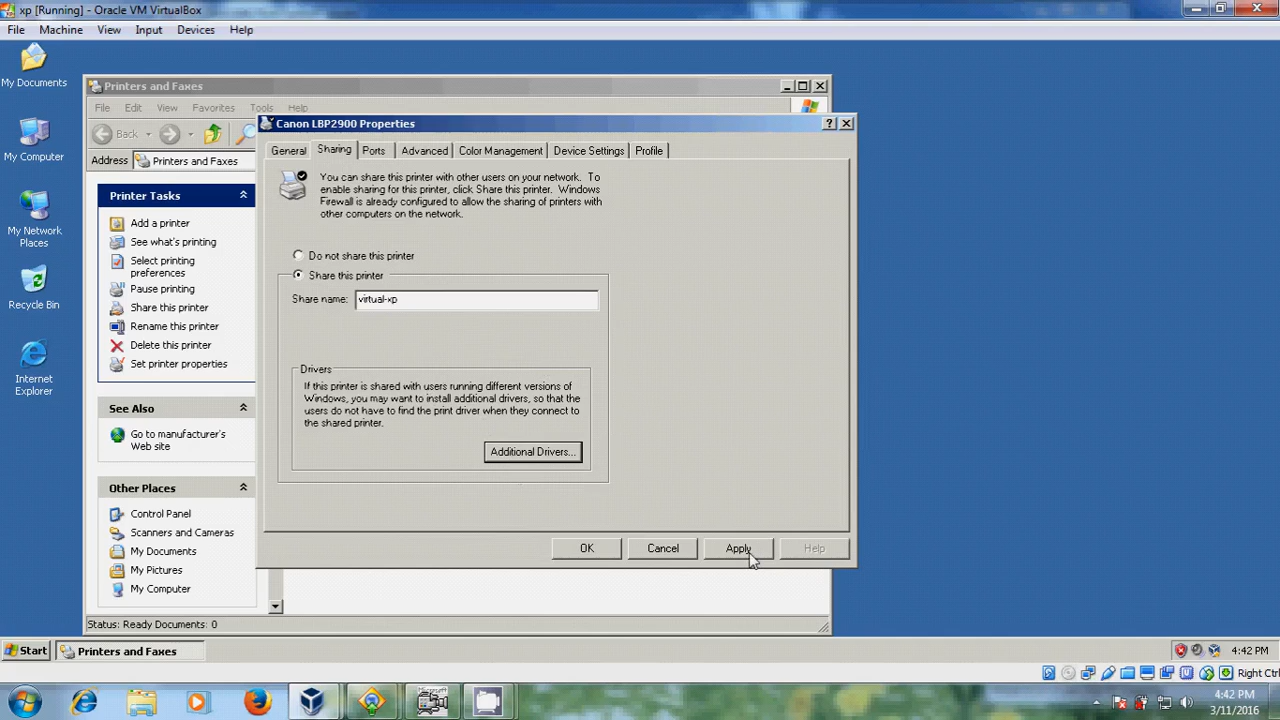 xp [Running] - Oracle VM VirtualBox
File Machine View Input Devices Help
My Documents
My Computer
My Network
Places
Recycle Bin
Internet
Explorer
Printers and Faxes
File Edit View Favorites Tools Help
Back
Address Printers and Faxes
Printer Tasks
Add a printer
See what's printing
Select printing
preferences
Pause printing
Share this printer
Rename this printer
Delete this printer
Set printer properties
See Also
Go to manufacturer's
Web site
Other Places
Control Panel
Scanners and Cameras
My Documents
My Pictures
My Computer
Status: Ready Documents: 0
Canon LBP2900 Properties
General Sharing Ports Advanced Color Management Device Settings Profile
You can share this printer with other users on your network. To
enable sharing for this printer, click Share this printer. Windows
Firewall is already configured to allow the sharing of printers with
other computers on the network.
Do not share this printer
Share this printer
Share name: virtual-xp
Drivers
If this printer is shared with users running different versions of
Windows, you may want to install additional drivers, so that the
users do not have to find the print driver when they connect to
the shared printer.
Additional Drivers...
OK Cancel Apply Help
Start Printers and Faxes 4:42 PM
Right Ctrl
4:42 PM
3/11/2016